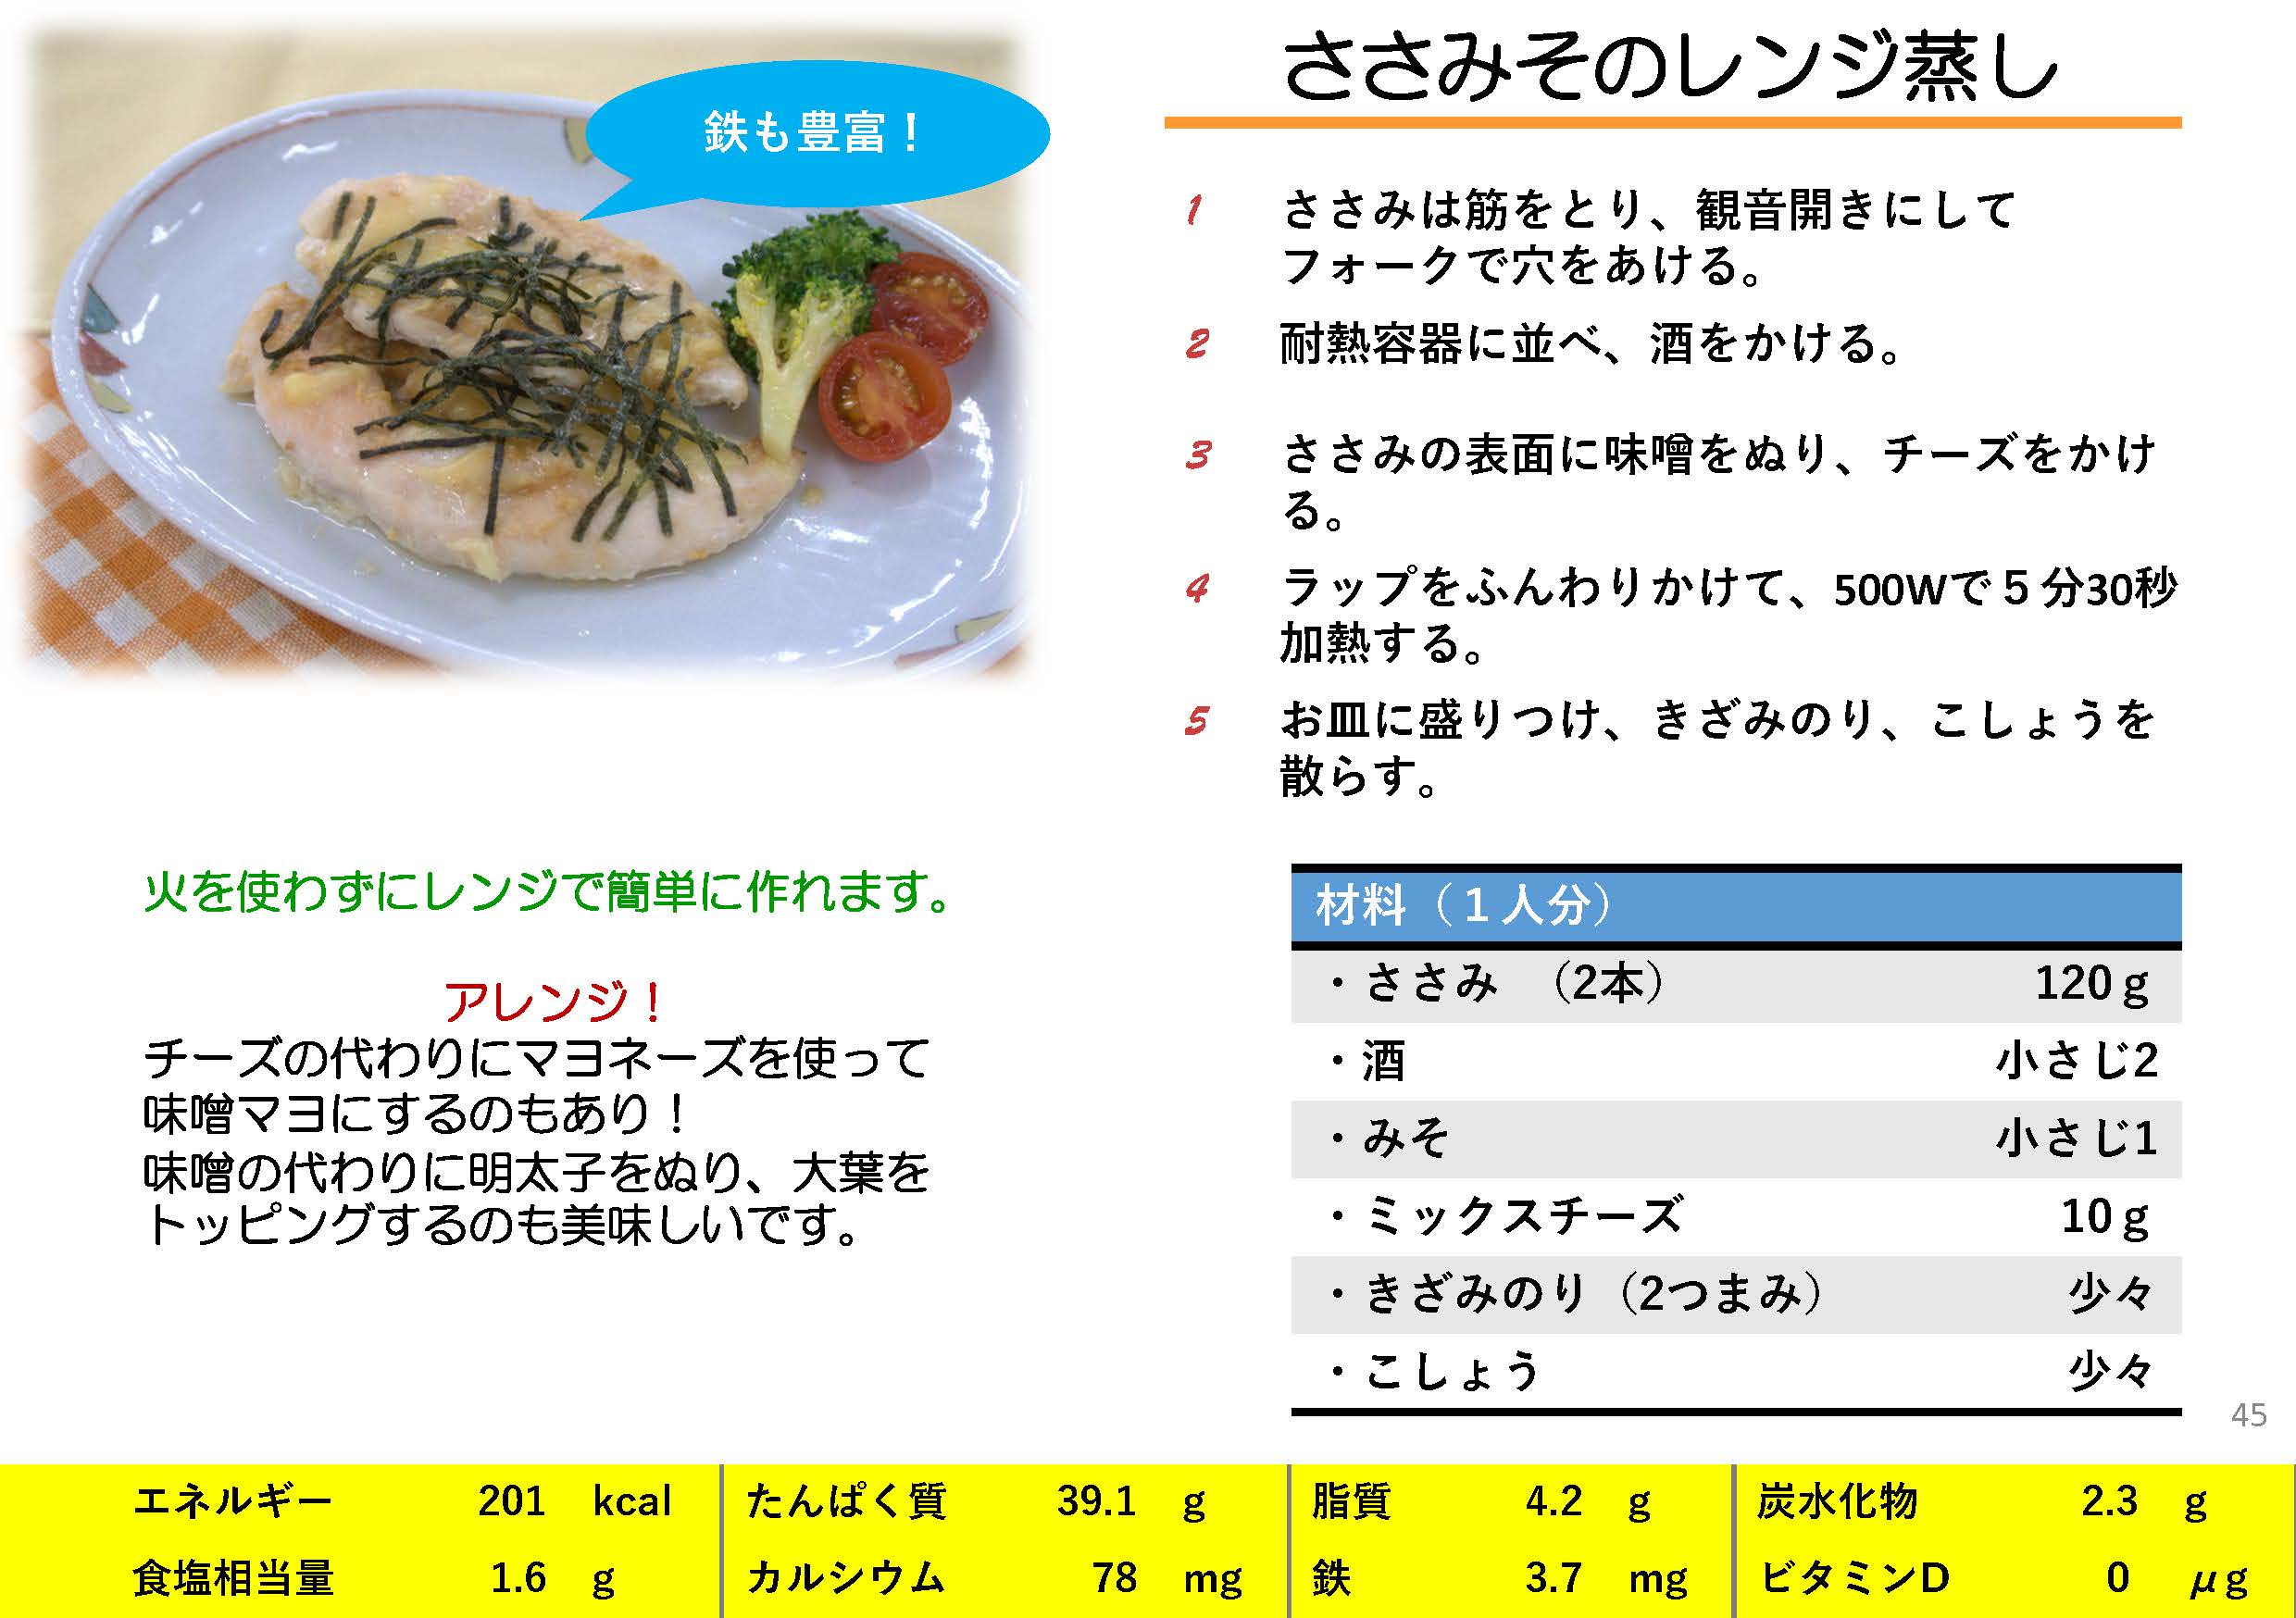 鉄も豊富！
ささみそのレンジ蒸し
1 ささみは筋をとり、観音開きにして
フォークで穴をあける。
2 耐熱容器に並べ、酒をかける。
3 ささみの表面に味噌をぬり、チーズをかけ
る。
4 ラップをふんわりかけて、500Wで５分30秒
加熱する。
5 お皿に盛りつけ、きざみのり、こしょうを
散らす。
火を使わずにレンジで簡単に作れます。
アレンジ！
チーズの代わりにマヨネーズを使って
味噌マヨにするのもあり！
味噌の代わりに明太子をぬり、大葉を
トッピングするのも美味しいです。
材料（１人分）
・ささみ （2本） 120ｇ
・酒 小さじ2
・みそ 小さじ1
・ミックスチーズ 10ｇ
・きざみのり（2つまみ） 少々
・こしょう 少々
45
エネルギー 201 kcal たんぱく質 39.1 g 脂質 4.2 g 炭水化物 2.3 g
食塩相当量 1.6 g カルシウム 78 mg 鉄 3.7 mg ビタミンD 0 μg